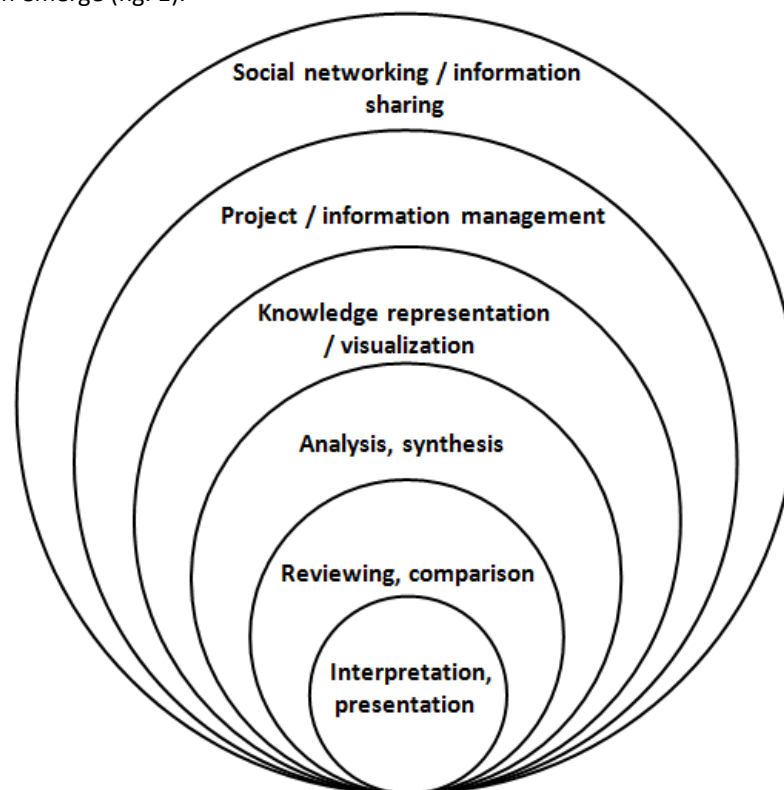 emerge (fig. 1).
Social networking / information
sharing
Project / information management
Knowledge representation
/ visualization
Analysis, synthesis
Reviewing, comparison
Interpretation,
presentation